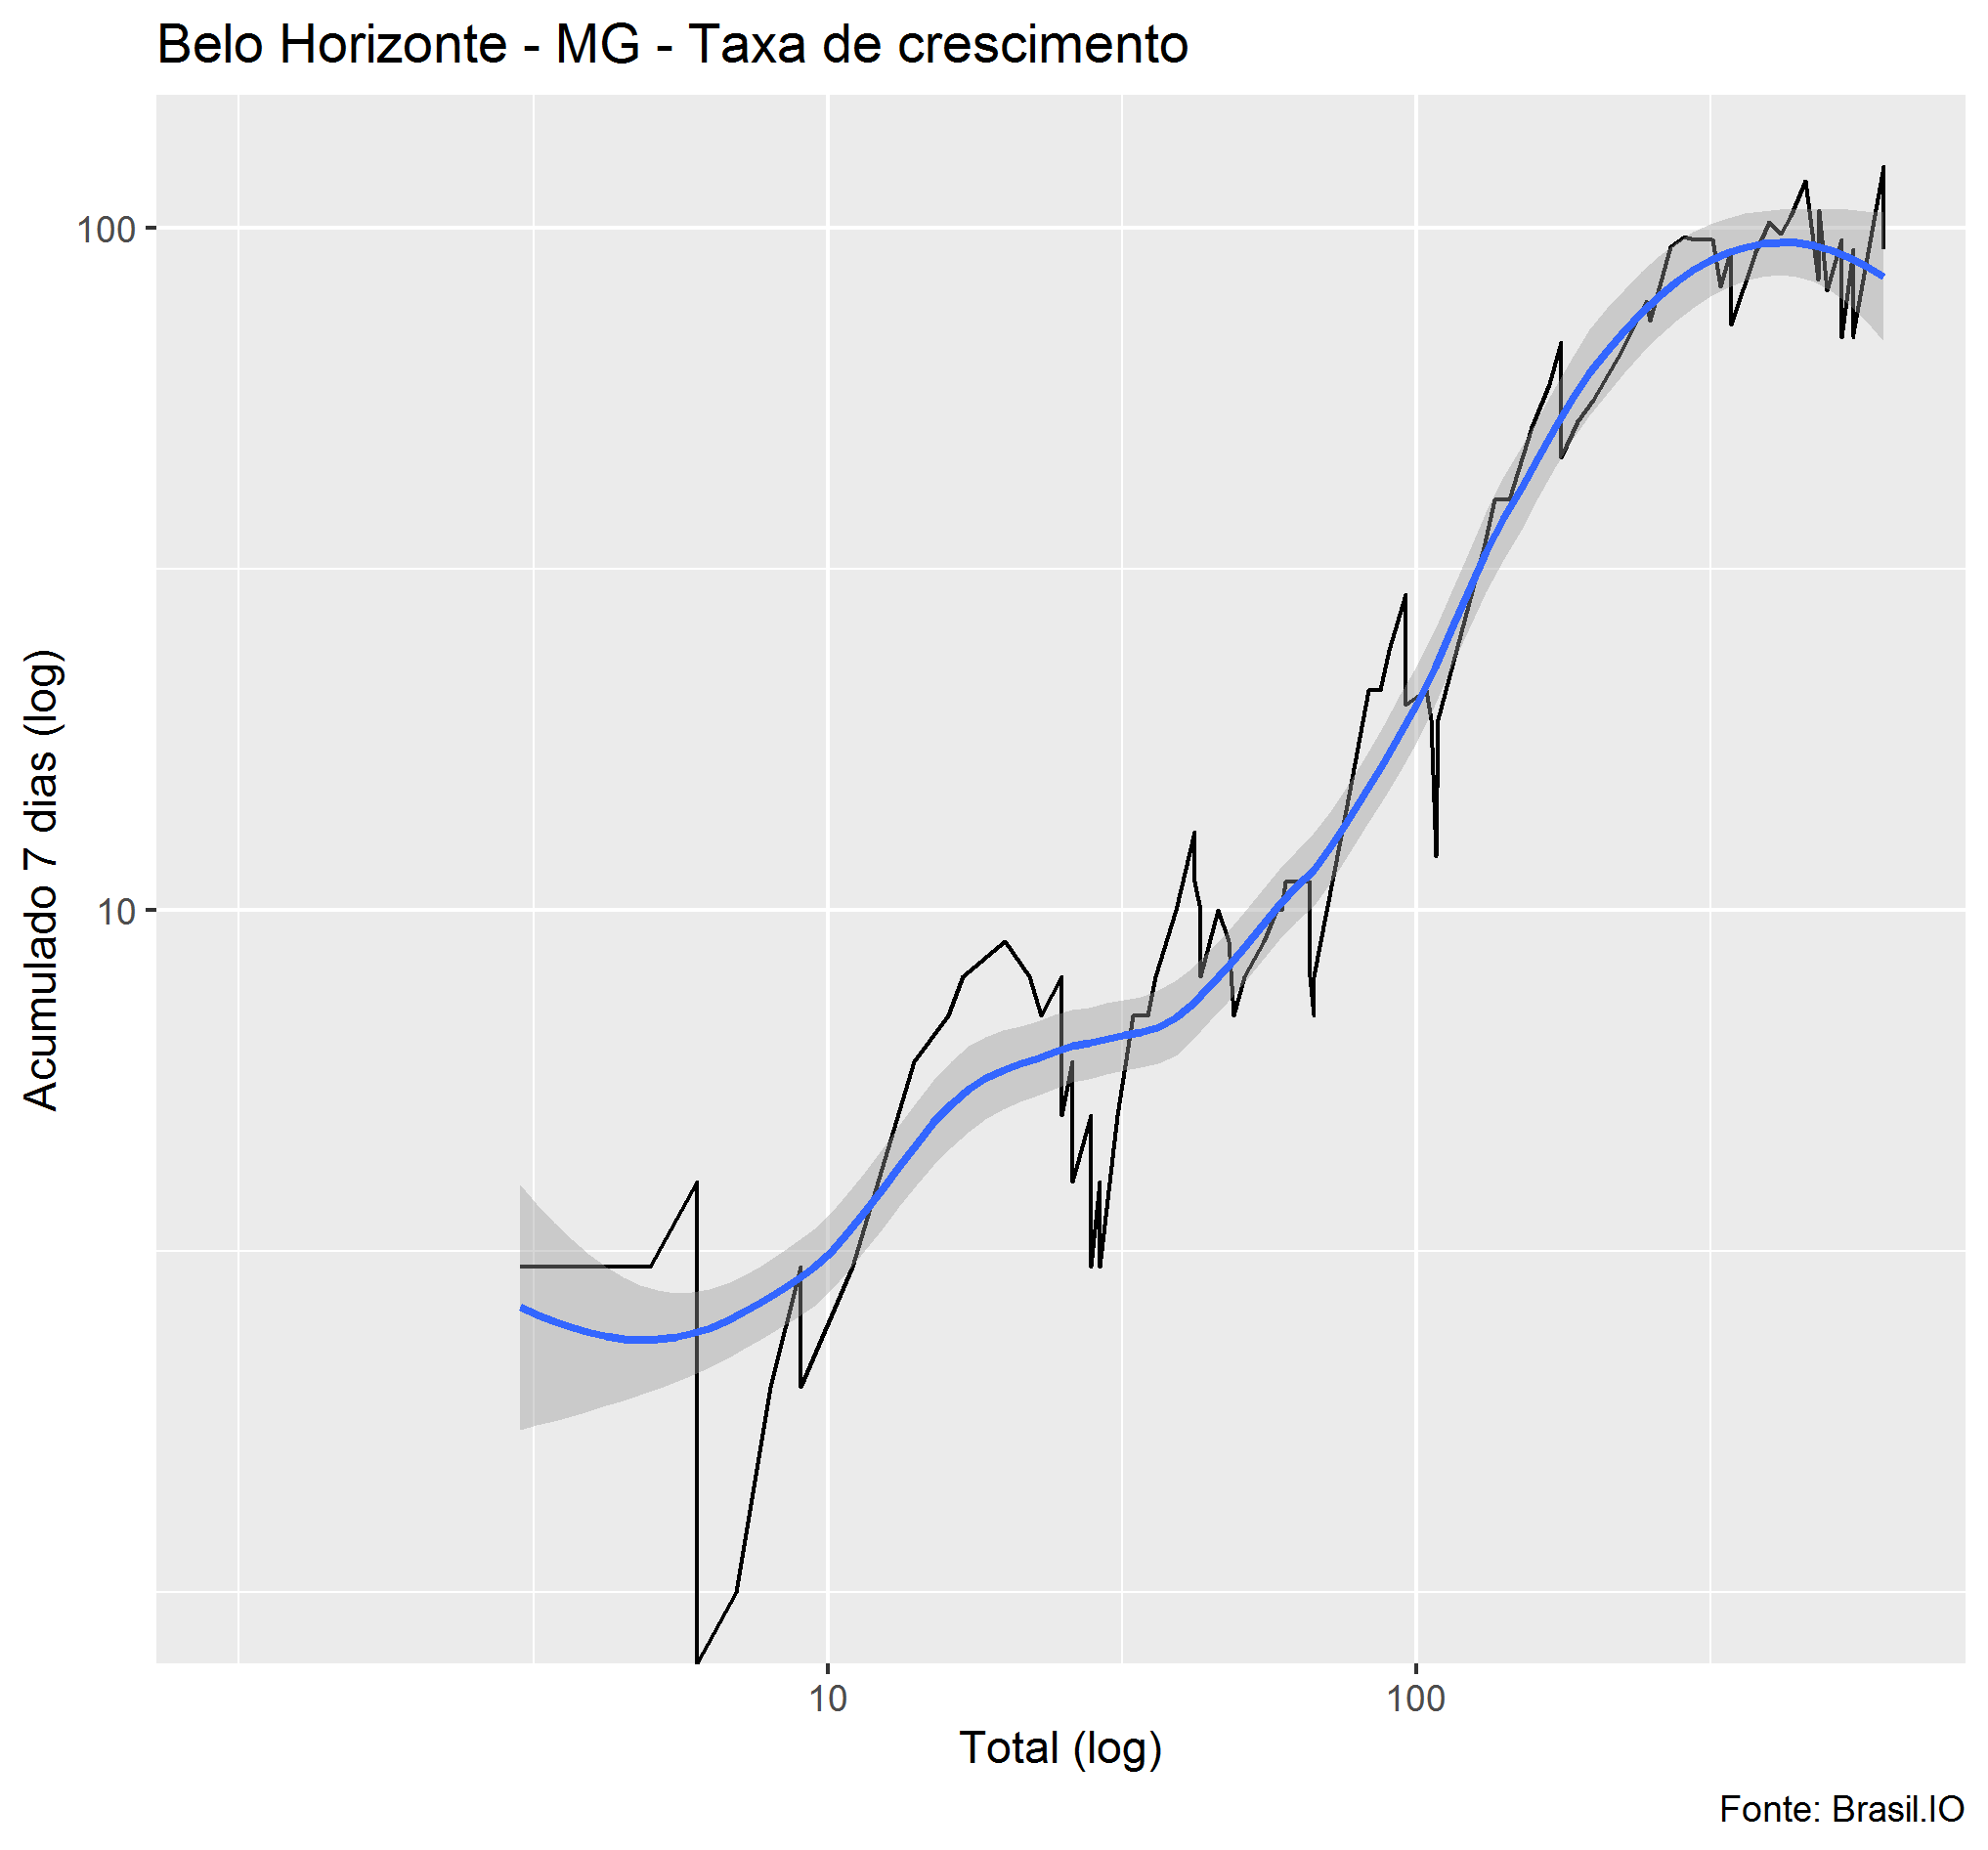 Belo Horizonte - MG - Taxa de crescimento
Acumulado 7 dias (log)
100
10
10
100
Total (log)
Fonte: Brasil.IO